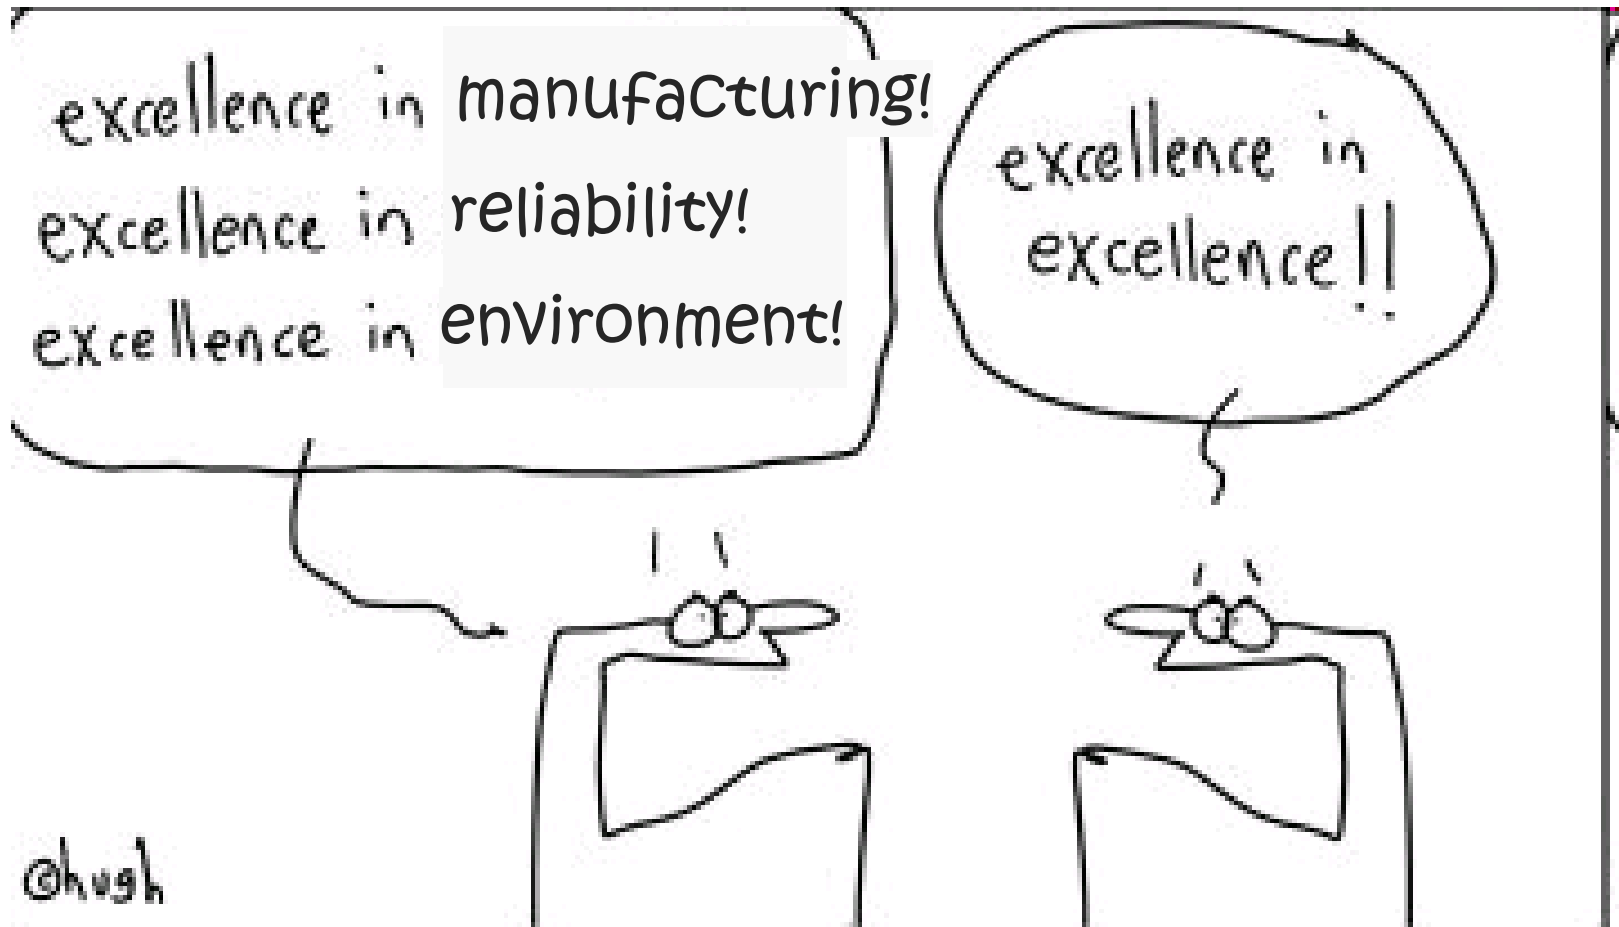 excellence in manufacturing!
excellence in reliability!
excellence in environment!
excellence in
excellence!!
@hugh